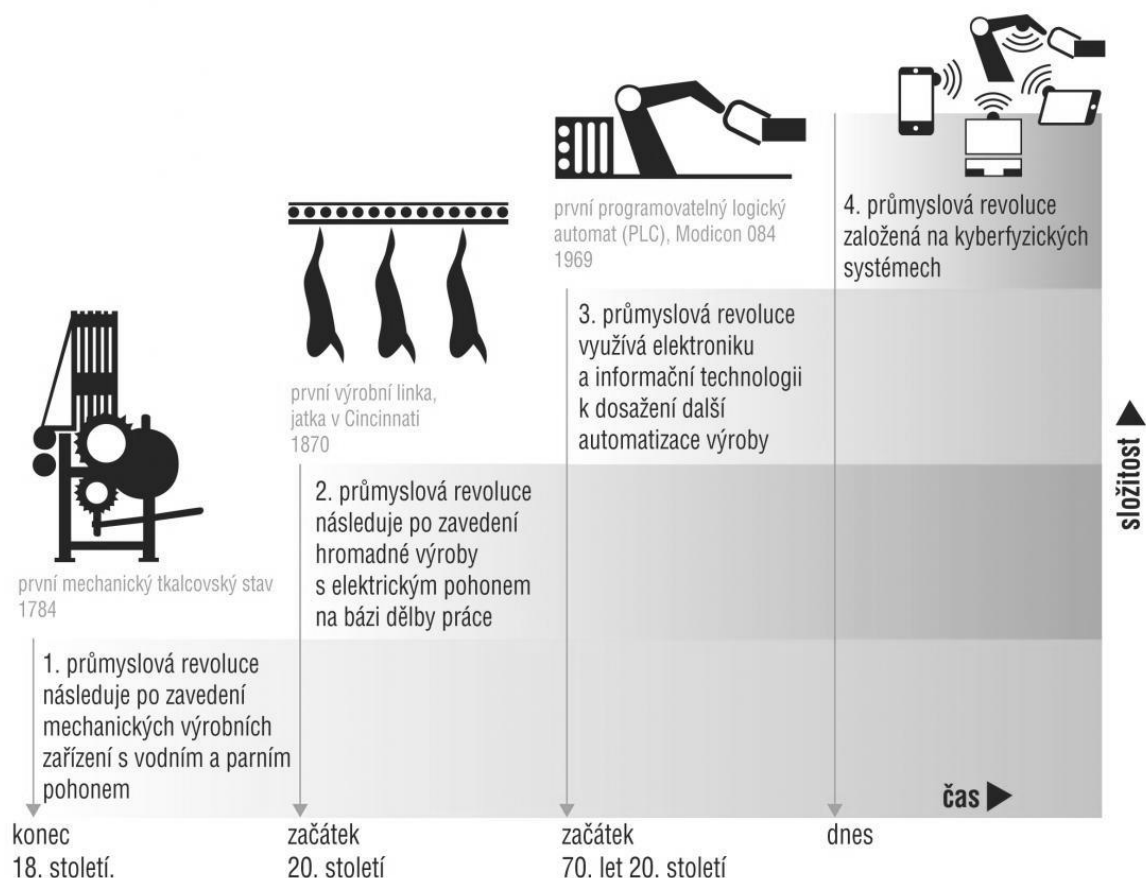 4. průmyslová revoluce
založená na kyberfyzických
systémech
první programovatelný logický
automat (PLC), Modicon 084
1969
3. průmyslová revoluce
využívá elektroniku
a informační technologii
k dosažení další
automatizace výroby
první výrobní linka,
jatka v Cincinnati
1870
2. průmyslová revoluce
následuje po zavedení
hromadné výroby
s elektrickým pohonem
na bázi dělby práce
první mechanický tkalcovský stav
1784
1. průmyslová revoluce
následuje po zavedení
mechanických výrobních
zařízení s vodním a parním
pohonem
složitost
čas
konec
18. století.
začátek
20. století
začátek
70. let 20. století
dnes